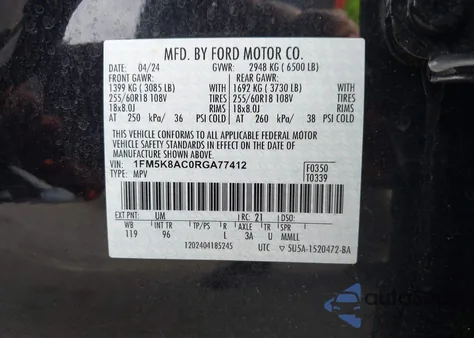 MFD. BY FORD MOTOR CO.
DATE: 04/24 GVWR: 2948 KG ( 6500 LB)
FRONT GAWR: REAR GAWR:
1399 KG ( 3085 LB) WITH 1692 KG ( 3730 LB) WITH
255/60R18 108V TIRES 255/60R18 108V TIRES
18x8.0J RIMS 18x8.0J RIMS
AT 250 kPa/ 36 PSI COLD AT 260 kPa/ 38 PSI COLD
THIS VEHICLE CONFORMS TO ALL APPLICABLE FEDERAL MOTOR
VEHICLE SAFETY STANDARDS IN EFFECT ON THE DATE OF
MANUFACTURE SHOWN ABOVE.
VIN: 1FM5K8AC0RGA77412 F0350
TYPE: MPV T0339
EXT PNT: UM RC: 21 DSO:
WB INT TR TP/PS R AXLE TR SPR
119 96 L 3A U MMLL
1202404185245 UTC ▽ SU5A-1520472-BA